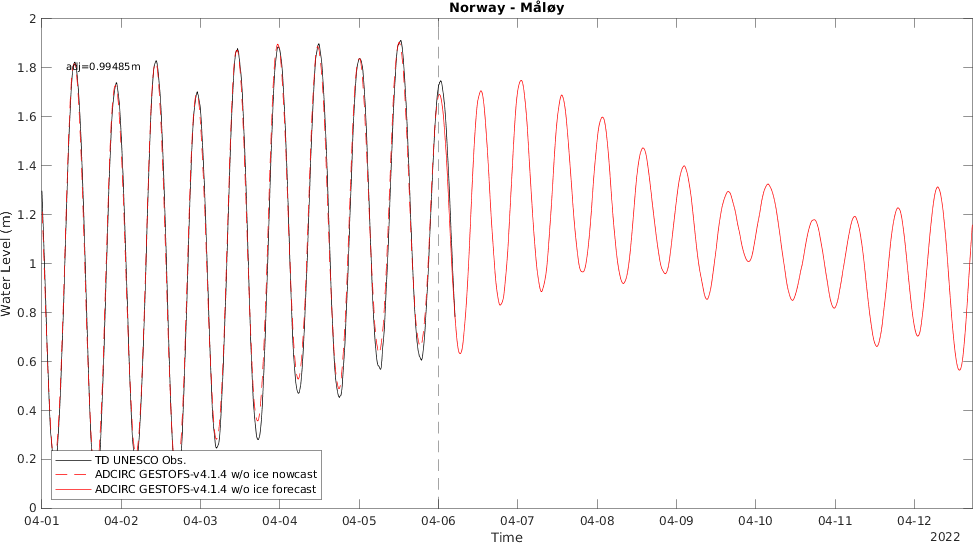 Norway - Måløy
2
1.8
1.6
1.4
1.2
1
0.8
0.6
0.4
0.2
0
Water Level (m)
adj=0.99485m
TD UNESCO Obs.
ADCIRC GESTOFS-v4.1.4 w/o ice nowcast
ADCIRC GESTOFS-v4.1.4 w/o ice forecast
04-01 04-02 04-03 04-04 04-05 04-06 04-07 04-08 04-09 04-10 04-11 04-12
Time
2022